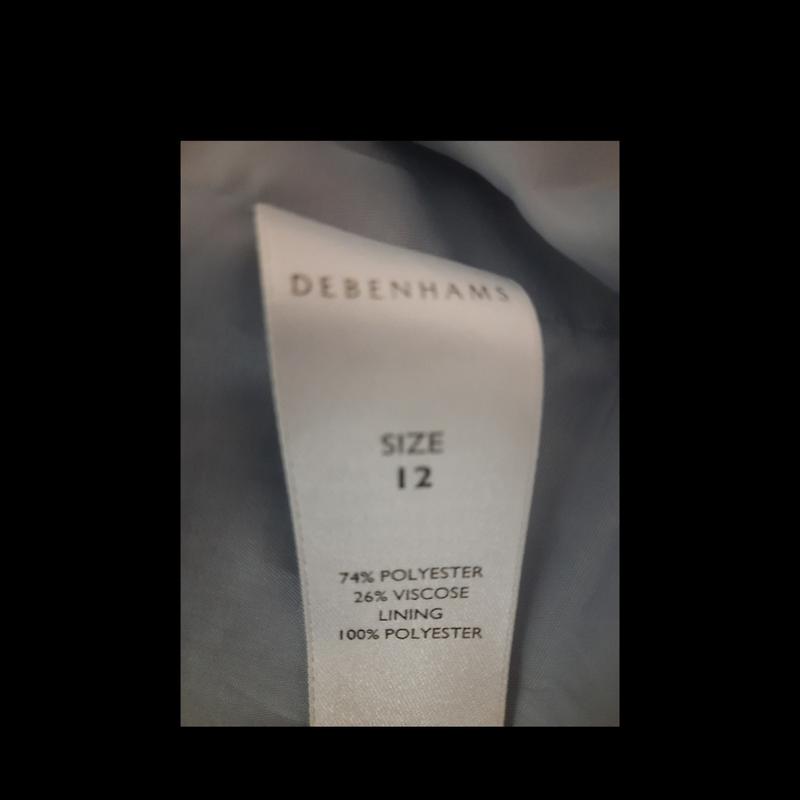 DEBENHAMS
SIZE
12
74% POLYESTER
26% VISCOSE
LINING
100% POLYESTER